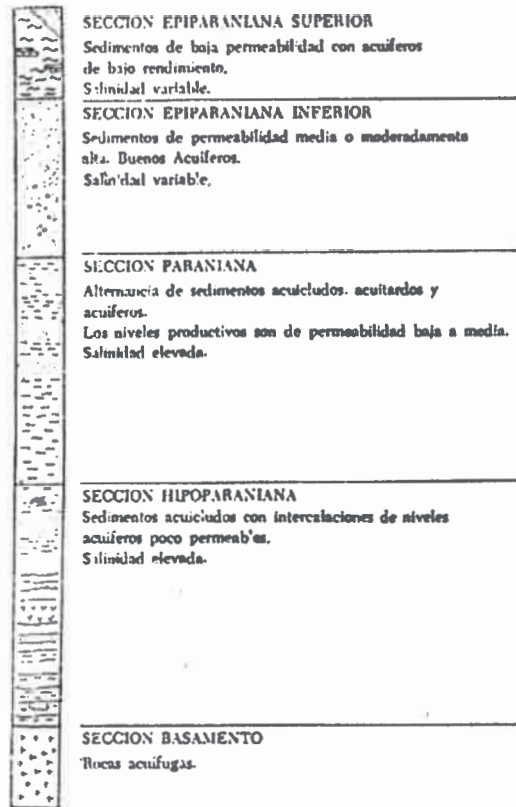 SECCION EPIPARANIANA SUPERIOR
Sedimentos de baja permeabilidad con acuiferos
de bajo rendimiento.
Salinidad variable.
SECCION EPIPARANIANA INFERIOR
Sedimentos de permeabilidad media o moderadamente
alta. Buenos Acuiferos.
Salinidad variable.
SECCION PARANIANA
Alternancia de sedimentos acuicludos. acuitardos y
acuiferos.
Los niveles productivos son de permeabilidad baja a media.
Salinidad elevada.
SECCION HIPOPARANIANA
Sedimentos acuicludos con intercalaciones de niveles
acuiferos poco permeables.
Salinidad elevada.
SECCION BASAMENTO
Rocas acuifugas.